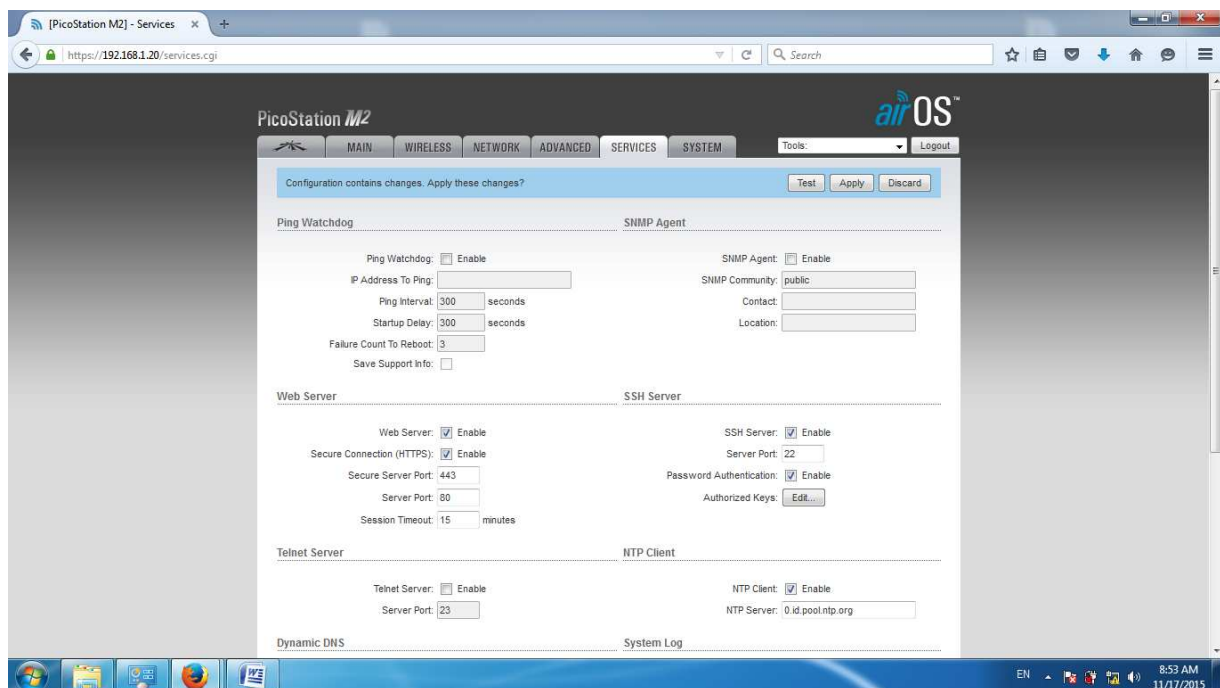 [PicoStation M2] - Services
https://192.168.1.20/services.cgi
Search
PicoStation M2
airOS™
MAIN WIRELESS NETWORK ADVANCED SERVICES SYSTEM Tools: Logout
Configuration contains changes. Apply these changes? Test Apply Discard
Ping Watchdog
Ping Watchdog: Enable
IP Address To Ping:
Ping Interval: 300 seconds
Startup Delay: 300 seconds
Failure Count To Reboot: 3
Save Support Info:
SNMP Agent
SNMP Agent: Enable
SNMP Community: public
Contact:
Location:
Web Server
Web Server: Enable
Secure Connection (HTTPS): Enable
Secure Server Port: 443
Server Port: 80
Session Timeout: 15 minutes
SSH Server
SSH Server: Enable
Server Port: 22
Password Authentication: Enable
Authorized Keys: Edit...
Telnet Server
Telnet Server: Enable
Server Port: 23
NTP Client
NTP Client: Enable
NTP Server: 0.id.pool.ntp.org
Dynamic DNS
System Log
EN
8:53 AM
11/17/2015